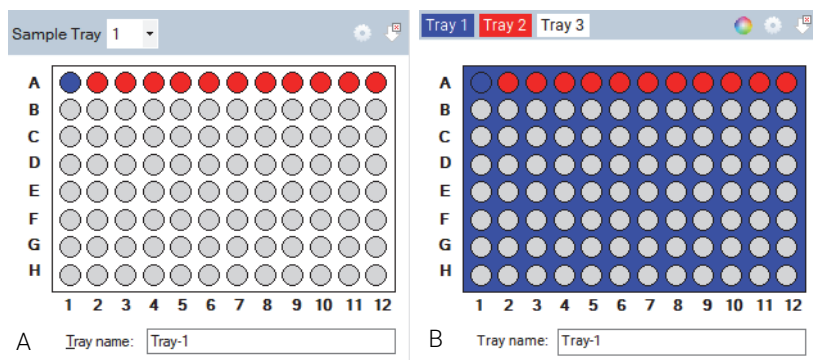 Sample Tray 1
A
B
C
D
E
F
G
H
1 2 3 4 5 6 7 8 9 10 11 12
A Tray name: Tray-1
Tray 1 Tray 2 Tray 3
A
B
C
D
E
F
G
H
1 2 3 4 5 6 7 8 9 10 11 12
B Tray name: Tray-1